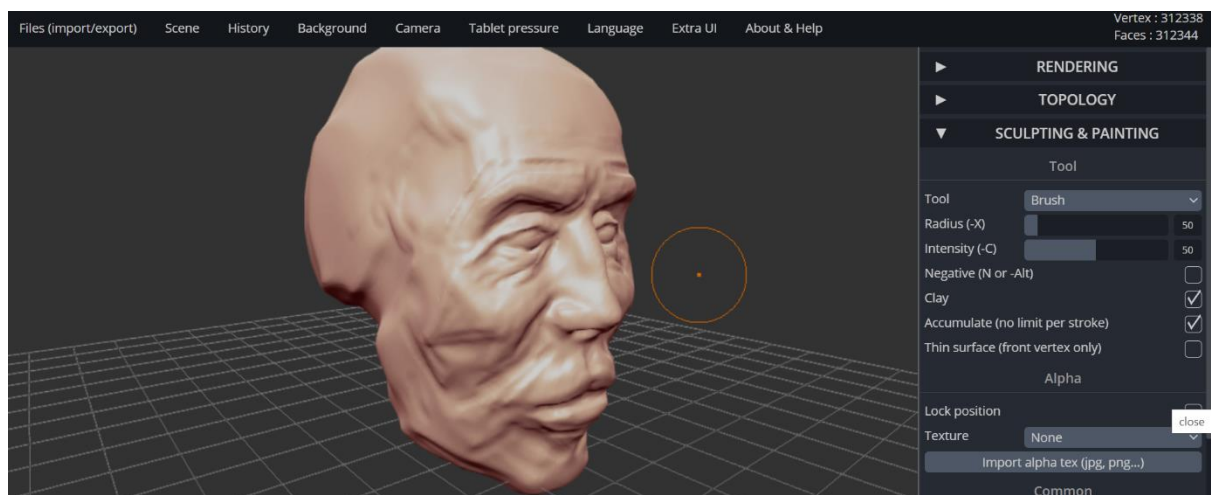 Files (import/export) Scene History Background Camera Tablet pressure Language Extra UI About & Help
Vertex : 312338
Faces : 312344
RENDERING
TOPOLOGY
SCULPTING & PAINTING
Tool
Tool Brush
Radius (-X) 50
Intensity (-C) 50
Negative (N or -Alt)
Clay
Accumulate (no limit per stroke)
Thin surface (front vertex only)
Alpha
Lock position
close
Texture None
Import alpha tex (jpg, png...)
Common